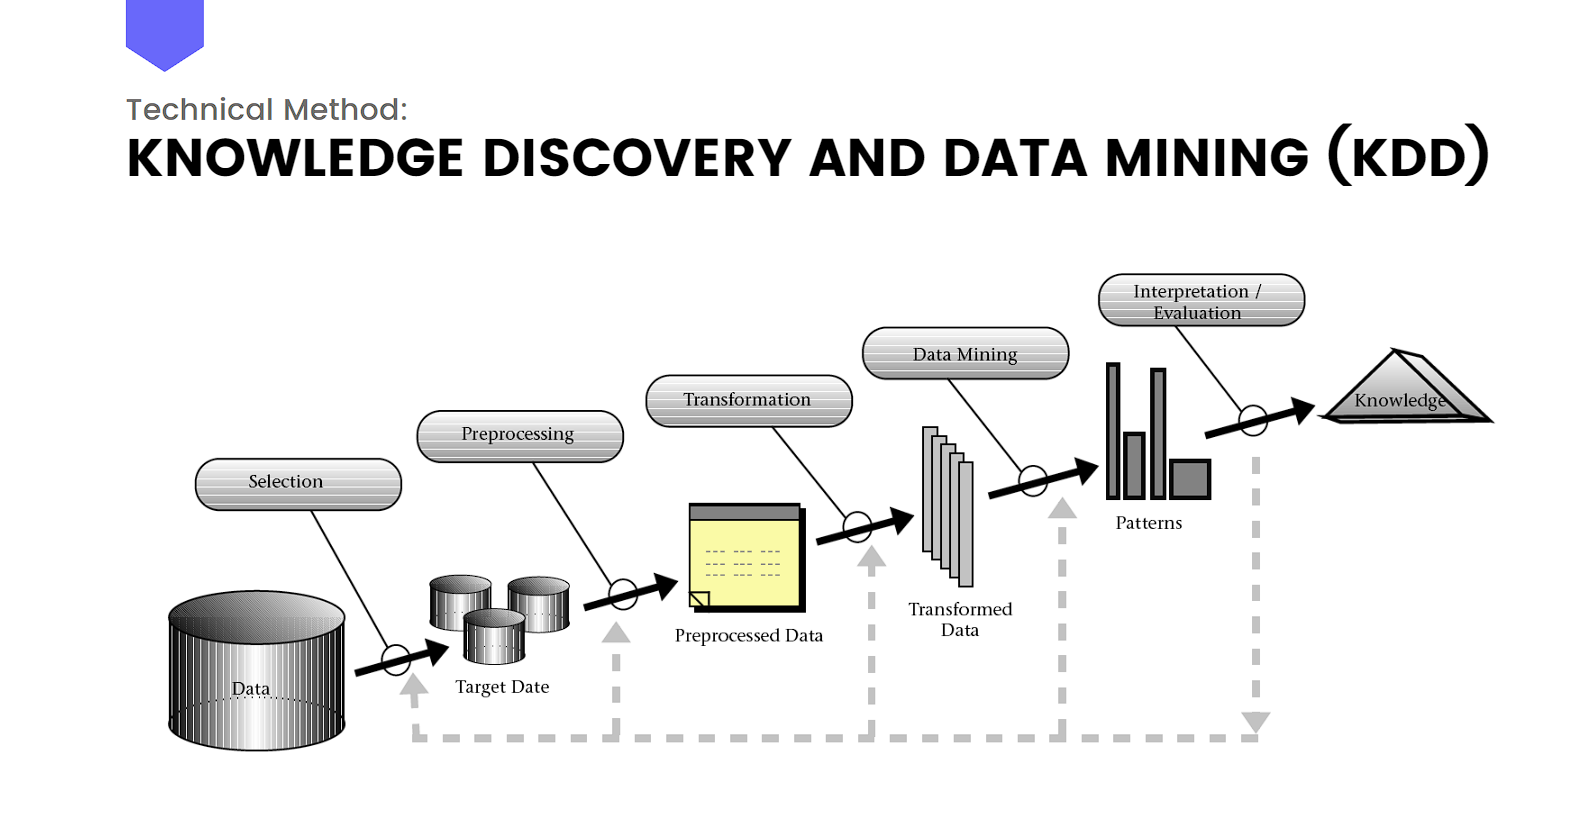 Technical Method:
KNOWLEDGE DISCOVERY AND DATA MINING (KDD)
Interpretation /
Evaluation
Data Mining
Transformation
Preprocessing
Selection
Knowledge
Patterns
Transformed
Data
Preprocessed Data
Target Date
Data